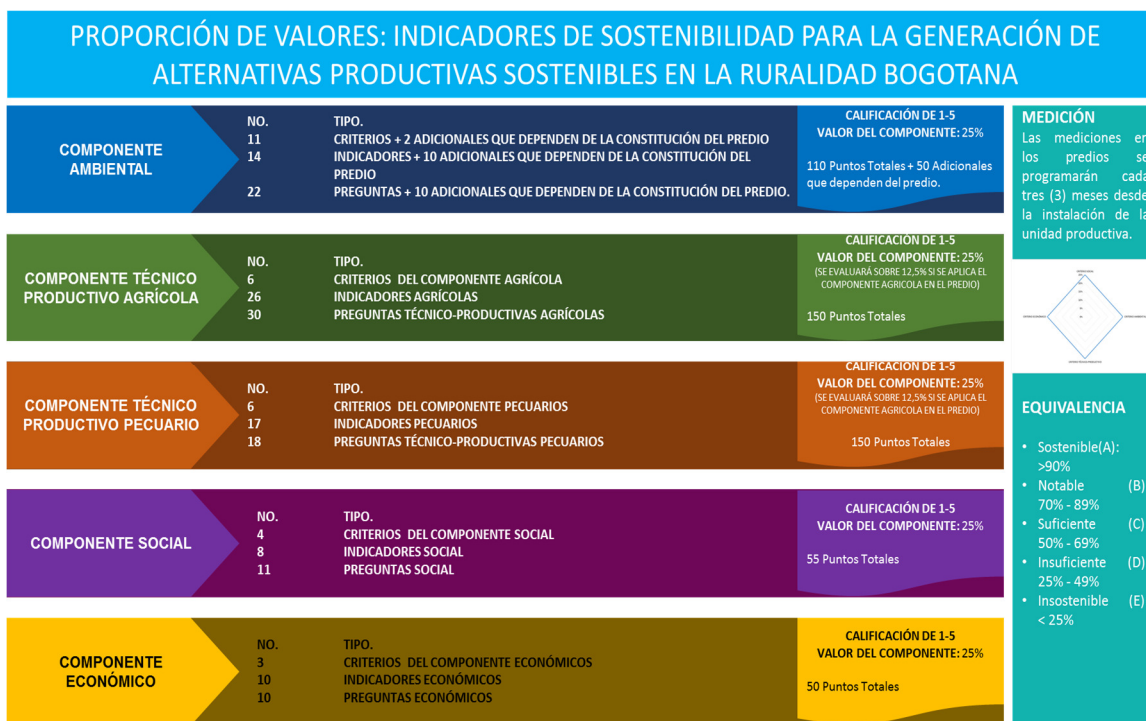 PROPORCIÓN DE VALORES: INDICADORES DE SOSTENIBILIDAD PARA LA GENERACIÓN DE
ALTERNATIVAS PRODUCTIVAS SOSTENIBLES EN LA RURALIDAD BOGOTANA
COMPONENTE
AMBIENTAL
NO. TIPO.
11 CRITERIOS + 2 ADICIONALES QUE DEPENDEN DE LA CONSTITUCIÓN DEL PREDIO
14 INDICADORES + 10 ADICIONALES QUE DEPENDEN DE LA CONSTITUCIÓN DEL
PREDIO
22 PREGUNTAS + 10 ADICIONALES QUE DEPENDEN DE LA CONSTITUCIÓN DEL PREDIO.
CALIFICACIÓN DE 1-5
VALOR DEL COMPONENTE: 25%
110 Puntos Totales + 50 Adicionales
que dependen del predio.
COMPONENTE TÉCNICO
PRODUCTIVO AGRÍCOLA
NO. TIPO.
6 CRITERIOS DEL COMPONENTE AGRÍCOLA
26 INDICADORES AGRÍCOLAS
30 PREGUNTAS TÉCNICO-PRODUCTIVAS AGRÍCOLAS
CALIFICACIÓN DE 1-5
VALOR DEL COMPONENTE: 25%
(SE EVALUARÁ SOBRE 12,5% SI SE APLICA EL
COMPONENTE AGRICOLA EN EL PREDIO)
150 Puntos Totales
COMPONENTE TÉCNICO
PRODUCTIVO PECUARIO
NO. TIPO.
6 CRITERIOS DEL COMPONENTE PECUARIOS
17 INDICADORES PECUARIOS
18 PREGUNTAS TÉCNICO-PRODUCTIVAS PECUARIOS
CALIFICACIÓN DE 1-5
VALOR DEL COMPONENTE: 25%
(SE EVALUARÁ SOBRE 12,5% SI SE APLICA EL
COMPONENTE AGRICOLA EN EL PREDIO)
150 Puntos Totales
COMPONENTE SOCIAL
NO. TIPO.
4 CRITERIOS DEL COMPONENTE SOCIAL
8 INDICADORES SOCIAL
11 PREGUNTAS SOCIAL
CALIFICACIÓN DE 1-5
VALOR DEL COMPONENTE: 25%
55 Puntos Totales
COMPONENTE
ECONÓMICO
NO. TIPO.
3 CRITERIOS DEL COMPONENTE ECONÓMICOS
10 INDICADORES ECONÓMICOS
10 PREGUNTAS ECONÓMICOS
CALIFICACIÓN DE 1-5
VALOR DEL COMPONENTE: 25%
50 Puntos Totales
MEDICIÓN
Las mediciones en
los predios se
programarán cada
tres (3) meses desde
la instalación de la
unidad productiva.
EQUIVALENCIA
• Sostenible(A):
>90%
• Notable (B)
70% - 89%
• Suficiente (C)
50% - 69%
• Insuficiente (D)
25% - 49%
• Insostenible (E)
< 25%